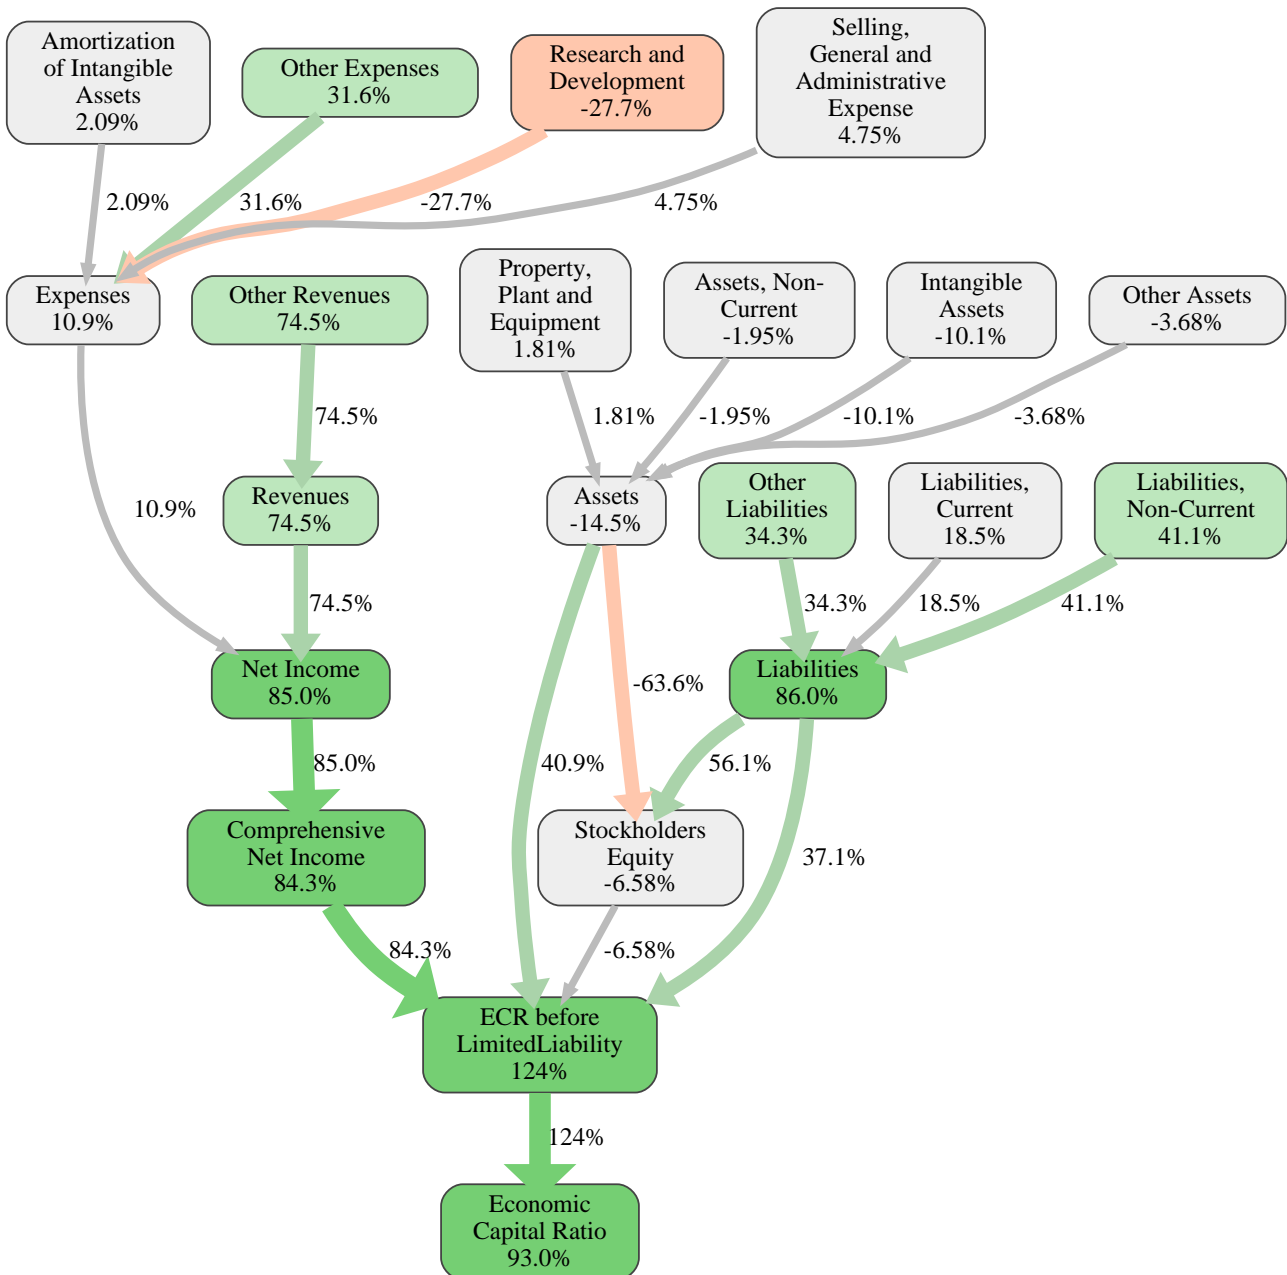 Amortization
of Intangible
Assets
2.09%
Other Expenses
31.6%
Research and
Development
-27.7%
Selling,
General and
Administrative
Expense
4.75%
2.09%
31.6%
-27.7%
4.75%
Expenses
10.9%
Other Revenues
74.5%
Property,
Plant and
Equipment
1.81%
Assets, Non-
Current
-1.95%
Intangible
Assets
-10.1%
Other Assets
-3.68%
74.5%
1.81%
-1.95%
-10.1%
-3.68%
10.9%
Revenues
74.5%
Assets
-14.5%
Other
Liabilities
34.3%
Liabilities,
Current
18.5%
Liabilities,
Non-Current
41.1%
74.5%
34.3%
18.5%
41.1%
Net Income
85.0%
-63.6%
Liabilities
86.0%
85.0%
40.9%
56.1%
Comprehensive
Net Income
84.3%
Stockholders
Equity
-6.58%
37.1%
84.3%
-6.58%
ECR before
LimitedLiability
124%
124%
Economic
Capital Ratio
93.0%